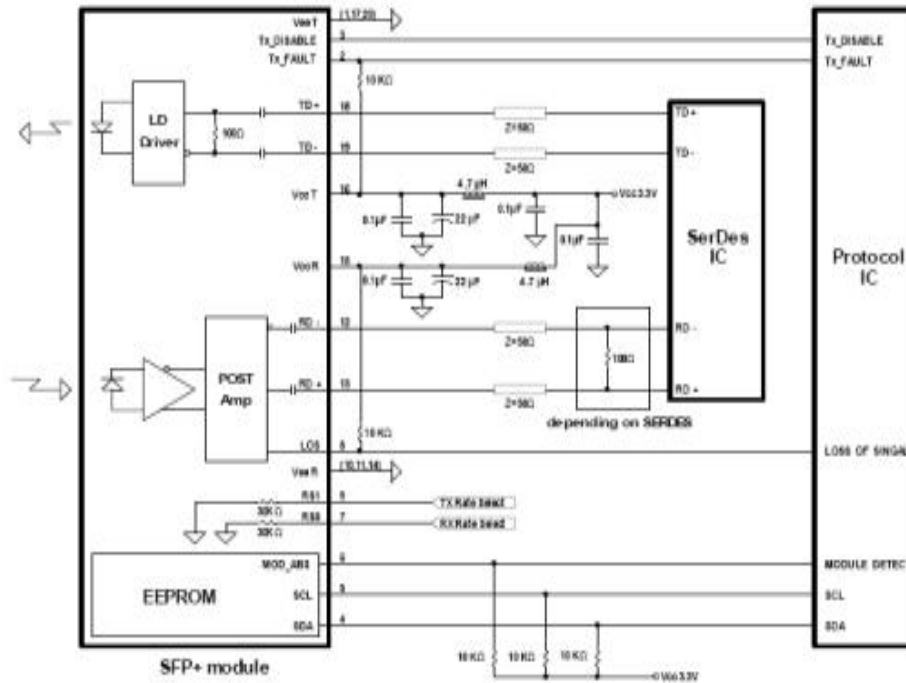 VeeT (1,17,20)
Tx_DISABLE 3 Tx_DISABLE
Tx_FAULT 2 Tx_FAULT
10 KΩ
LD Driver
100Ω
TD+ 18 Z=50Ω TD+
TD- 19 Z=50Ω TD-
VccT 16 4.7 µH Vcc3.3V
0.1µF 22 µF 0.1µF
0.1µF
SerDes IC
Protocol IC
VccR 15 4.7 µH
0.1µF 22 µF
RD - 12 Z=50Ω RD -
100Ω
POST Amp
RD + 13 Z=50Ω RD +
depending on SERDES
10 KΩ
LOS 8 LOSS OF SINGAL
VeeR (10,11,14)
RS1 TX Rate Select
30KΩ
RS0 7 RX Rate Select
30KΩ
EEPROM
MOD_ABS 6 MODULE DETECT
SCL 5 SCL
SDA 4 SDA
10 KΩ 10 KΩ 10 KΩ
Vcc3.3V
SFP+ module